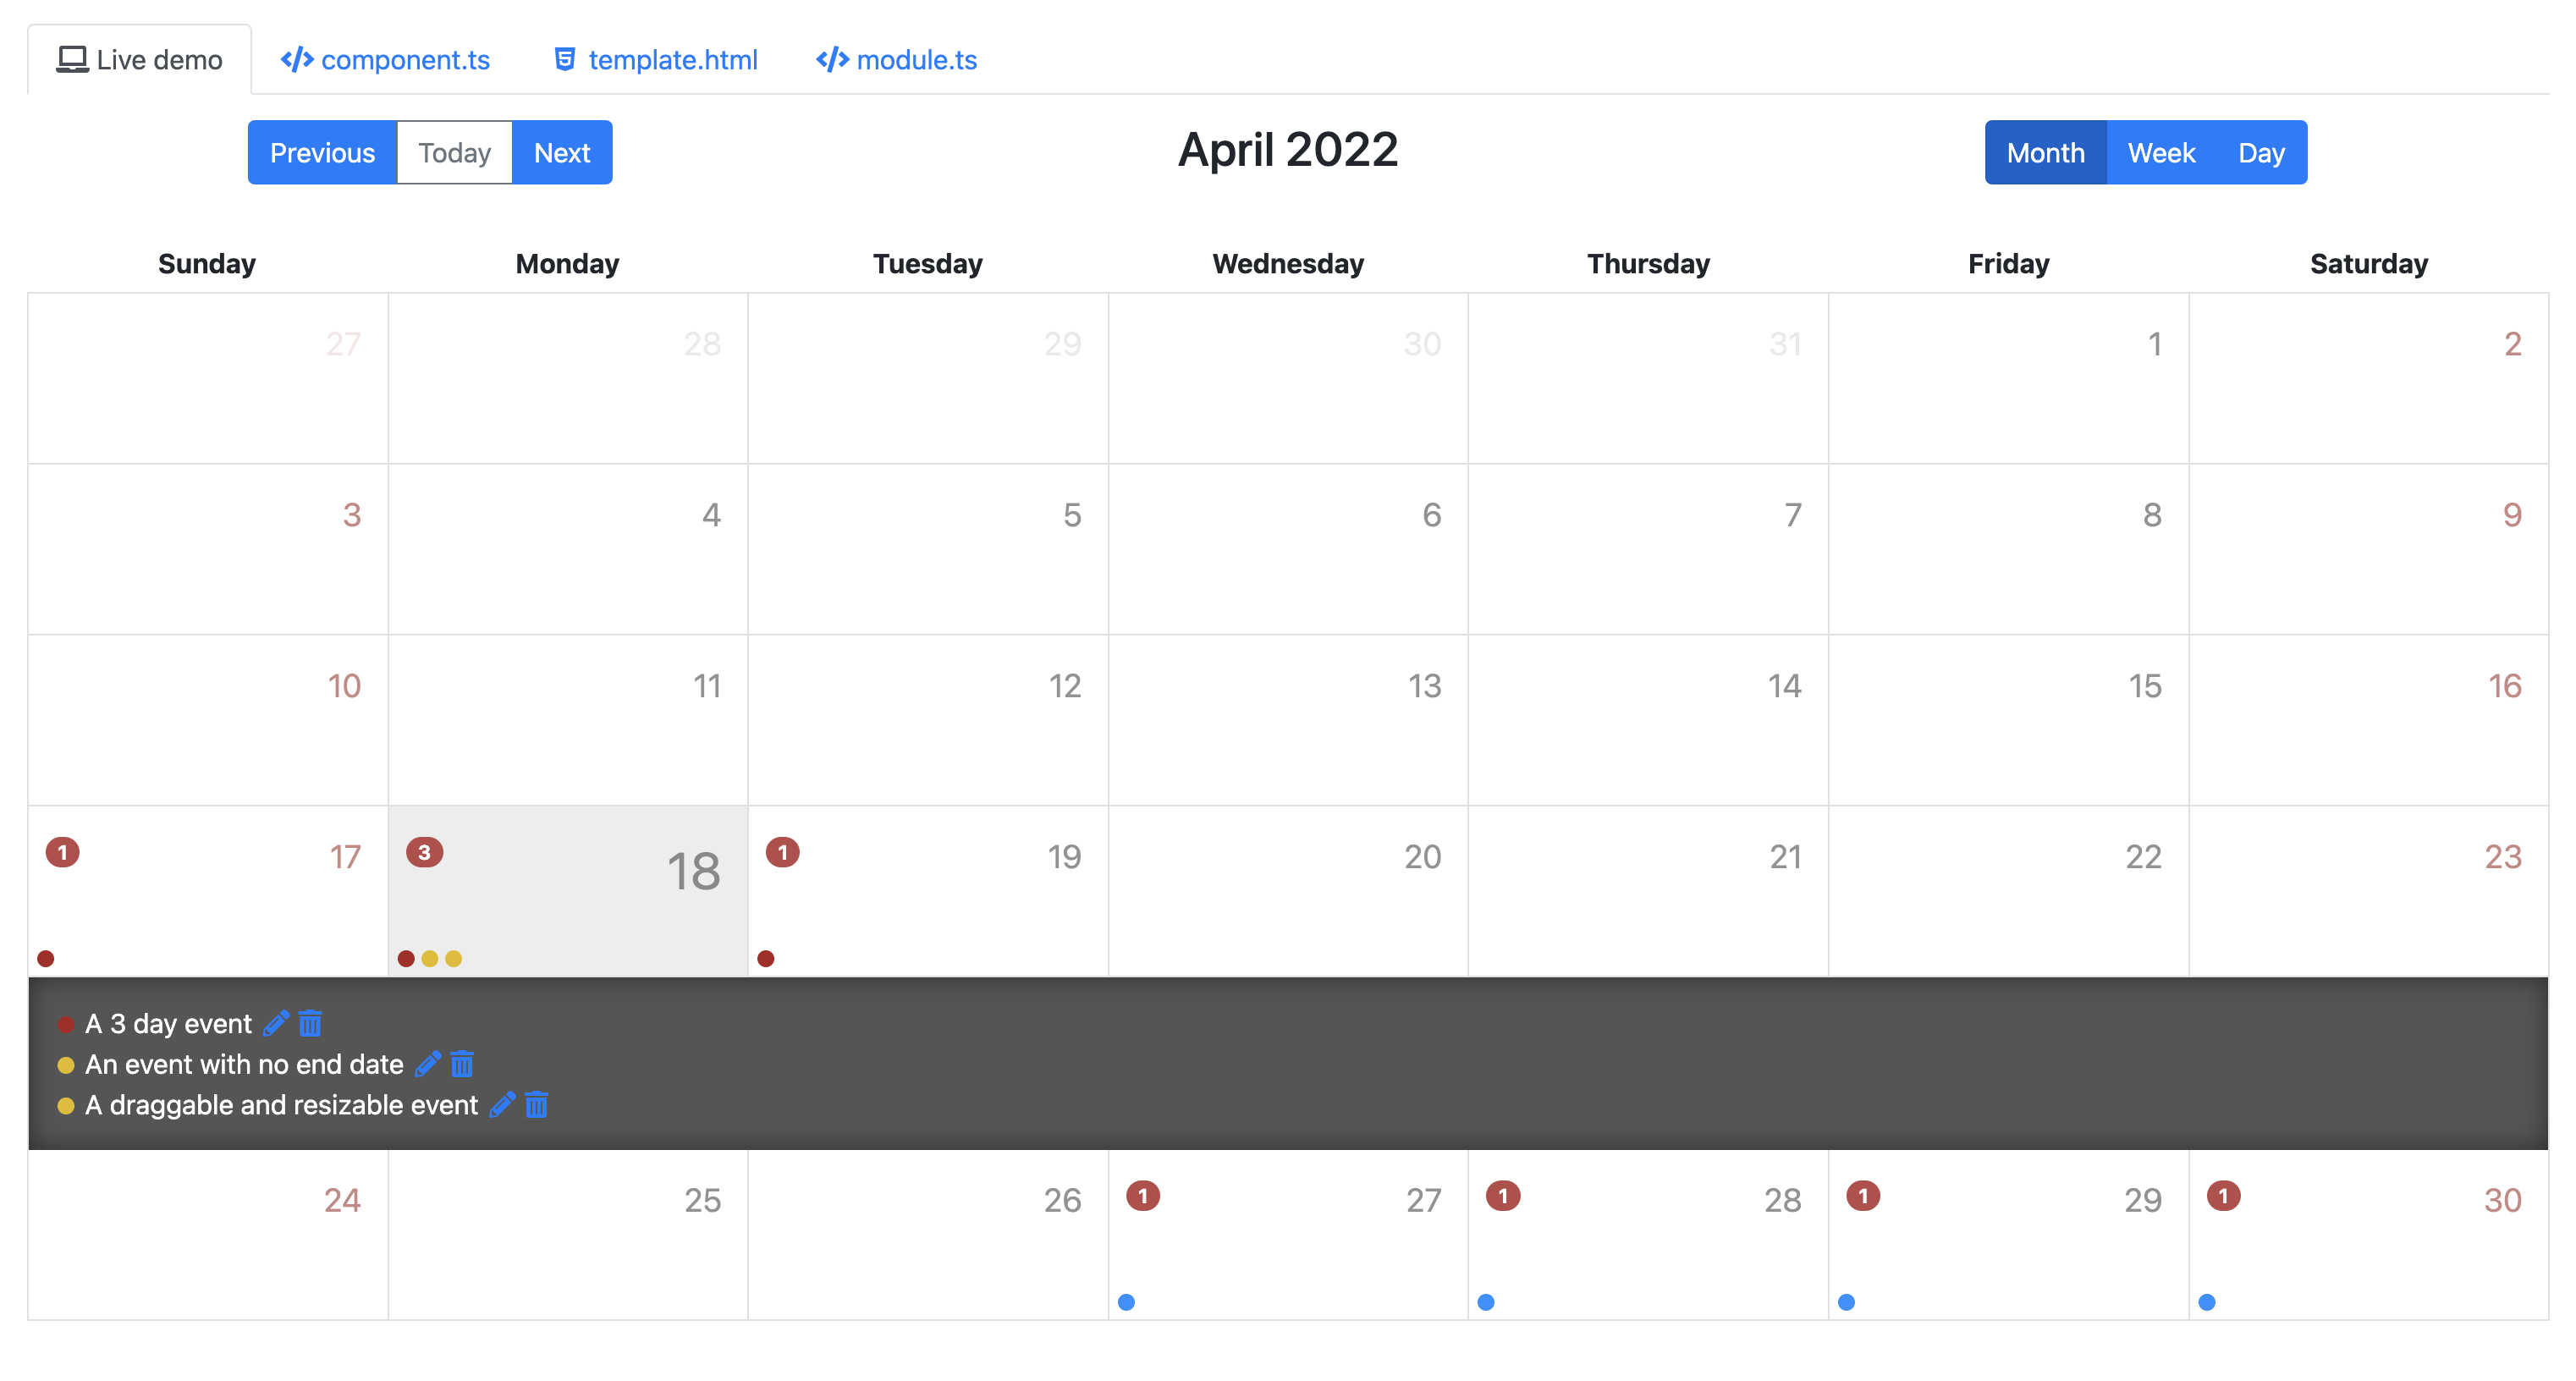 Live demo component.ts template.html module.ts
Previous Today Next April 2022 Month Week Day
Sunday Monday Tuesday Wednesday Thursday Friday Saturday
27 28 29 30 31 1 2
3 4 5 6 7 8 9
10 11 12 13 14 15 16
1 17 3 18 1 19 20 21 22 23
A 3 day event
An event with no end date
A draggable and resizable event
24 25 26 1 27 1 28 1 29 1 30